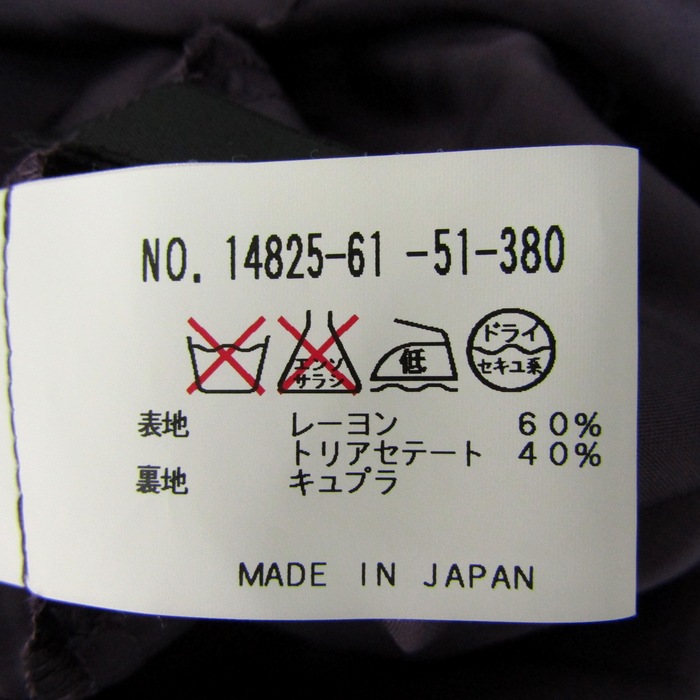 NO. 14825-61 -51-380
エンソ
サラシ
低
ドライ
セキユ系
表地 レーヨン 60%
トリアセテート 40%
裏地 キュプラ
MADE IN JAPAN